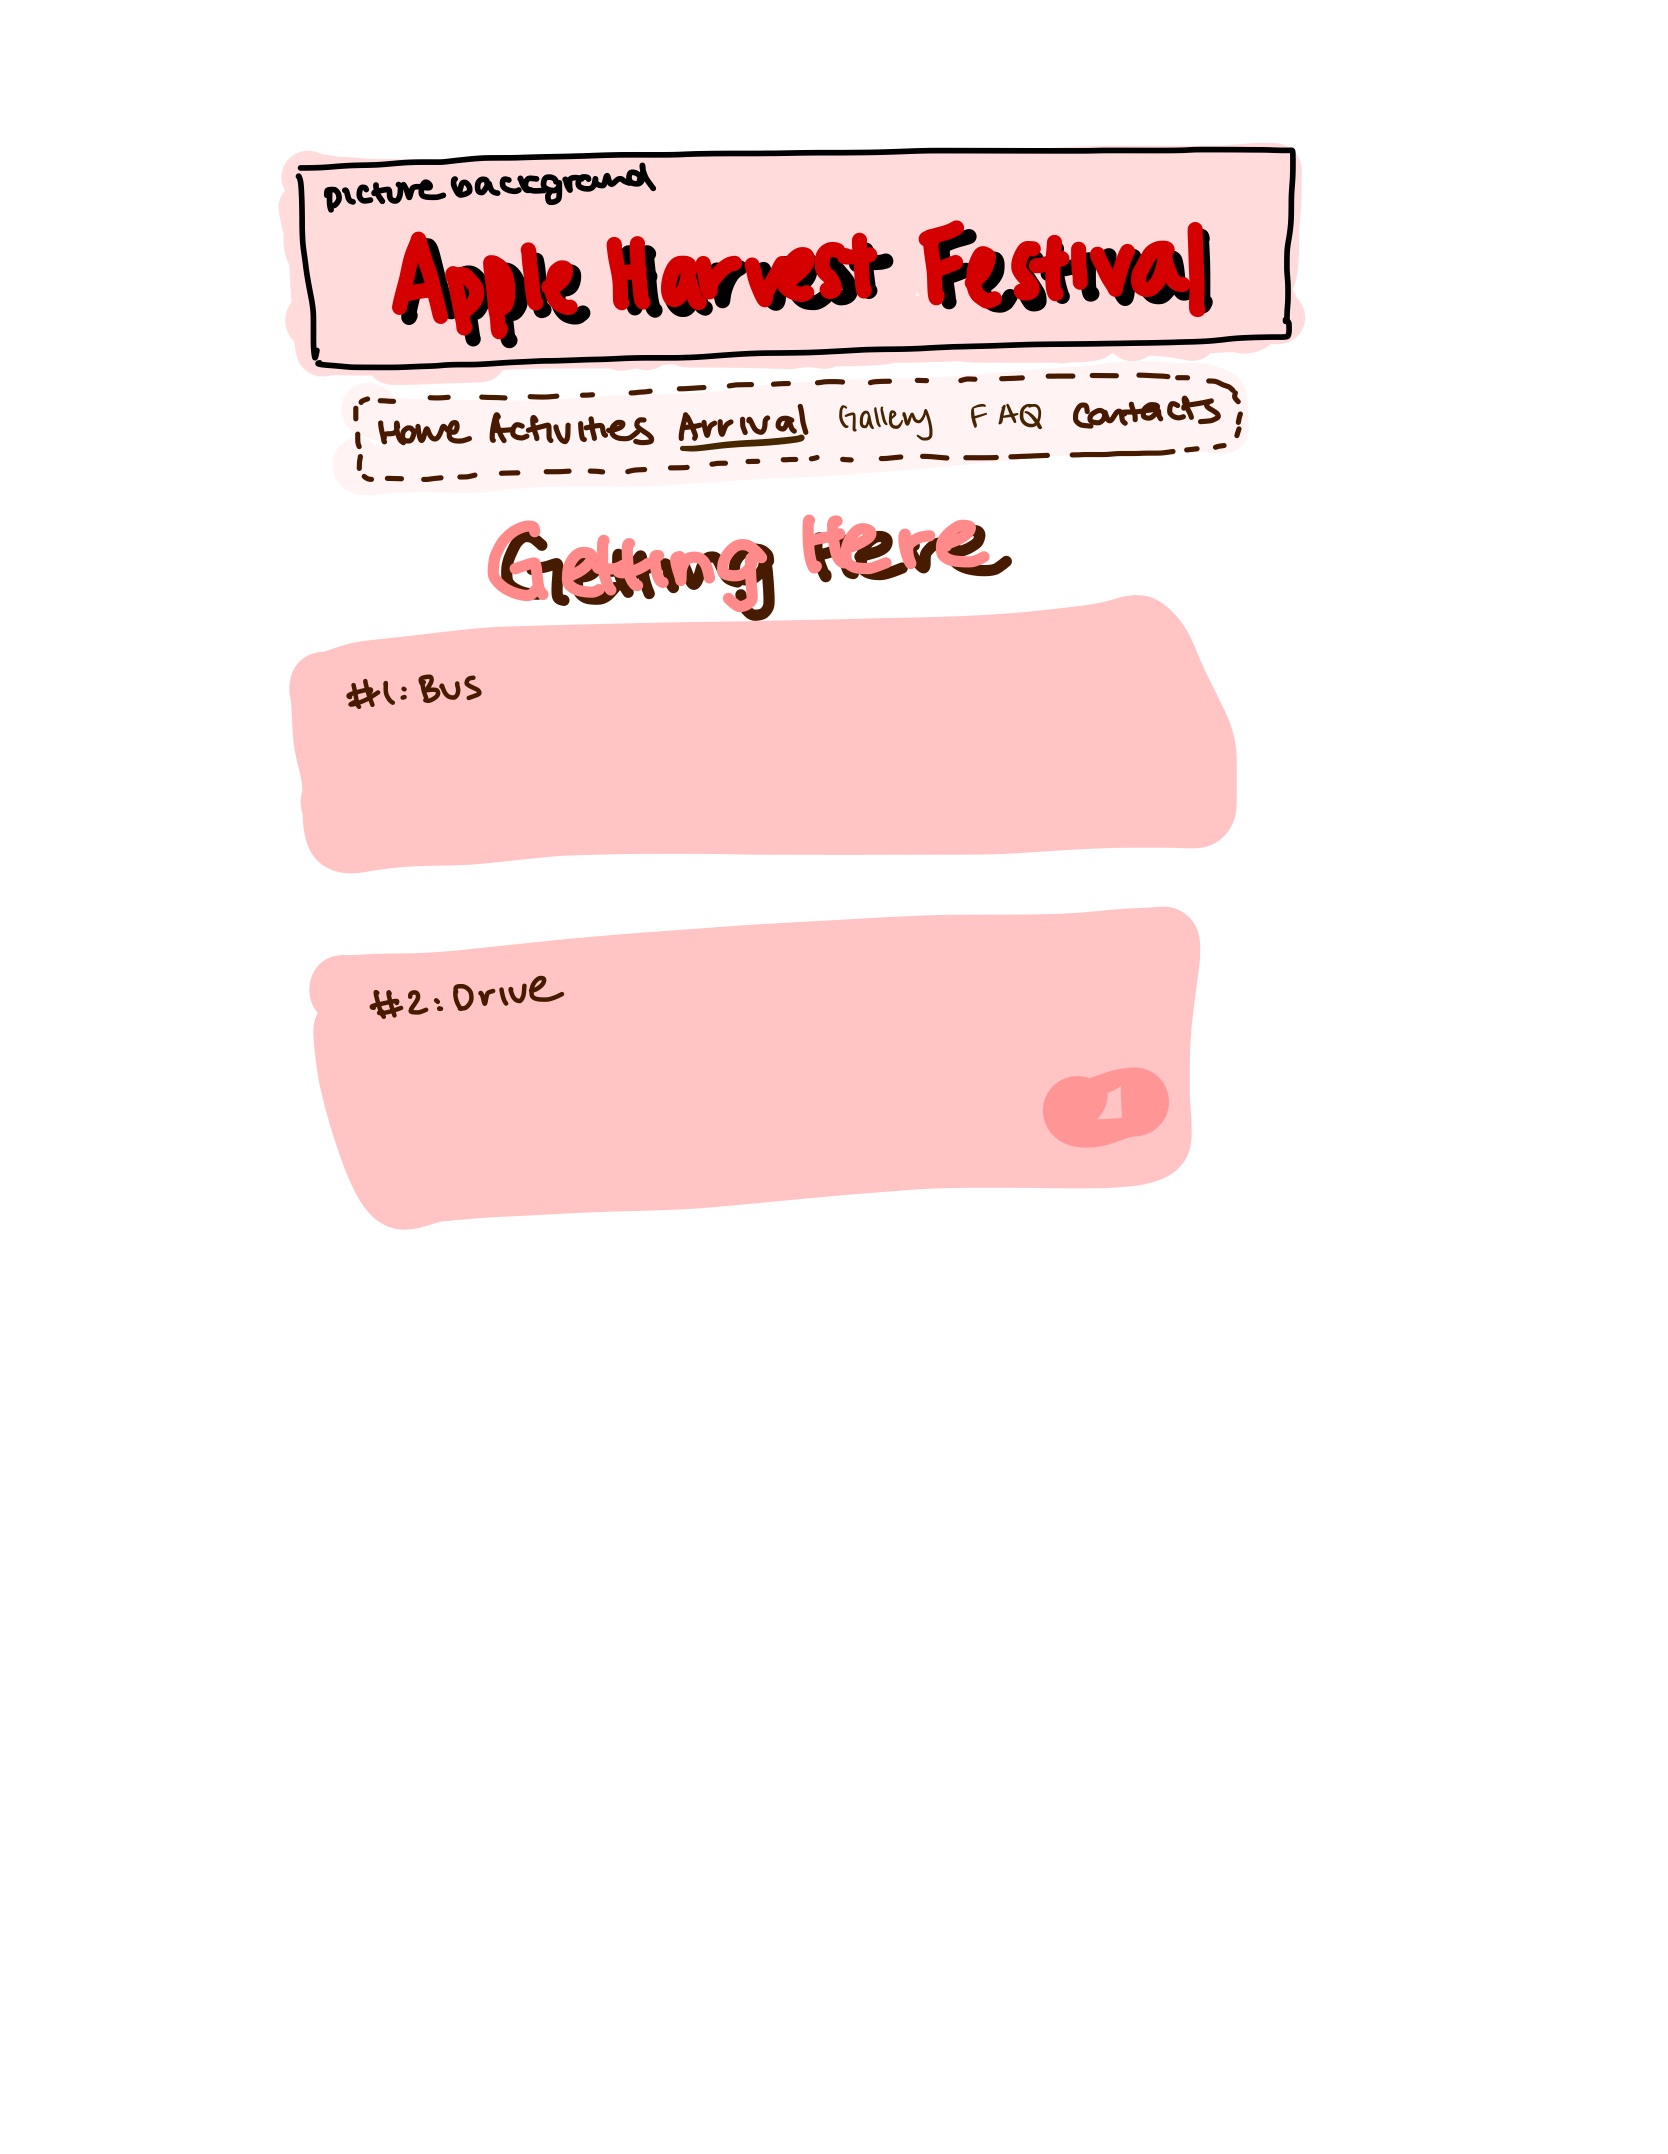 picture background
Apple Harvest Festival
Home Activities Arrival Gallery FAQ Contacts
Getting Here
#1: Bus
#2: Drive